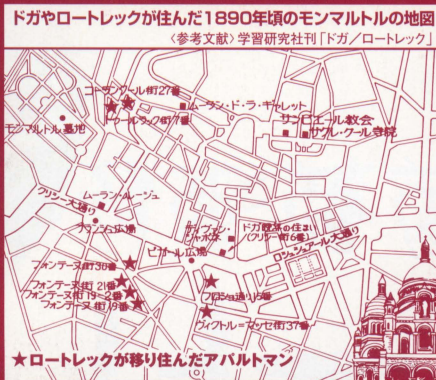 ドガやロートレックが住んだ1890年頃のモンマルトルの地図
〈参考文献〉学習研究社刊「ドガ／ロートレック」
コーランクール街27番
ムーラン・ド・ラ・ギャレット
トゥールラック街7番
サン・ピエール教会
サクレ・クール寺院
モンマルトル墓地
ムーラン・ルージュ
クリシー大通り
ブランシュ広場
ディヴァン・
ジャポネ
ドガ晩年の住まい
(クリシー街6番)
ピガール広場
ロシュシュアール大通り
フォンテーヌ街30番
フォンテーヌ街21番
フォンテーヌ街19-2番
フォンテーヌ街19番
フロショ通り15番
ヴィクトル=マッセ街37番
★ロートレックが移り住んだアパルトマン